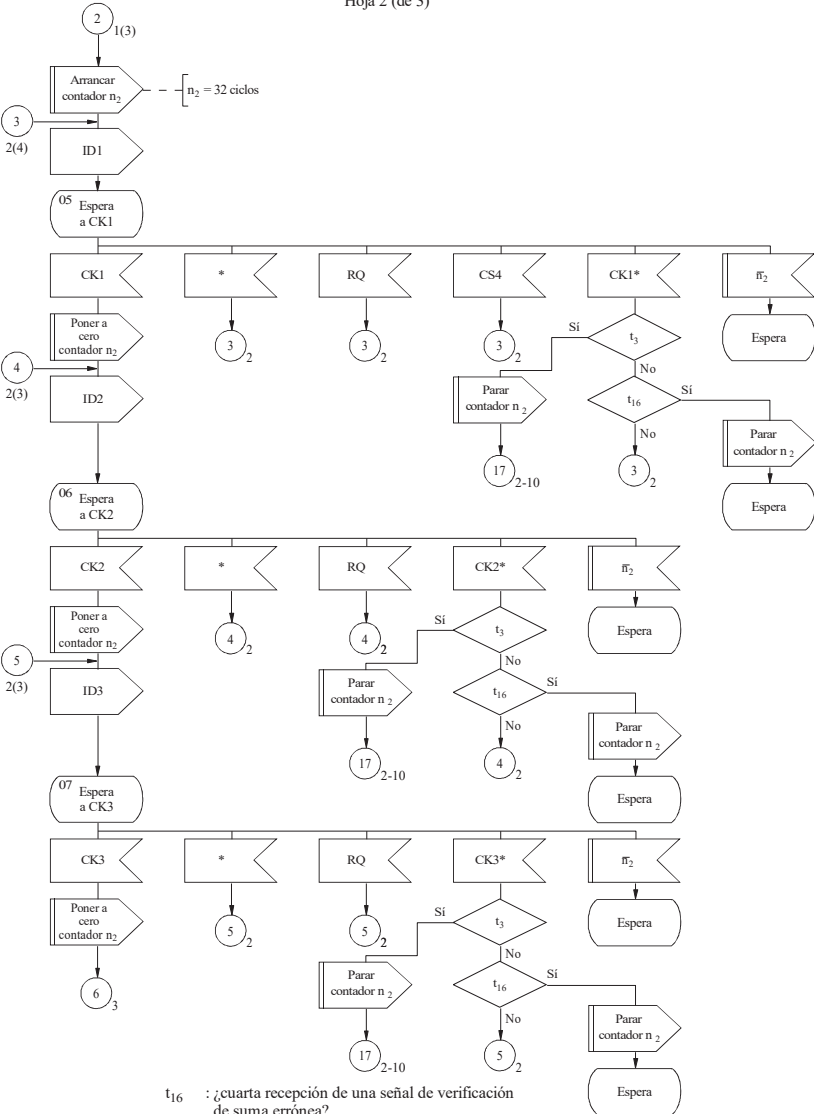 Hoja 2 (de 3)
2
1(3)
Arrancar
contador n2
n2 = 32 ciclos
3
2(4)
ID1
05 Espera
a CK1
CK1
*
RQ
CS4
CK1*
n̅2
Poner a
cero
contador n2
3
2
3
2
3
2
Sí
t3
Espera
No
4
2(3)
ID2
Parar
contador n 2
t16
Sí
No
Parar
contador n 2
17
2-10
3
2
06 Espera
a CK2
Espera
CK2
*
RQ
CK2*
n̅2
Poner a
cero
contador n2
4
2
4
2
Sí
t3
Espera
No
5
2(3)
ID3
Parar
contador n 2
t16
Sí
No
Parar
contador n 2
17
2-10
4
2
07 Espera
a CK3
Espera
CK3
*
RQ
CK3*
n̅2
Poner a
cero
contador n2
5
2
5
2
Sí
t3
Espera
No
6
3
Parar
contador n 2
t16
Sí
No
Parar
contador n 2
17
2-10
5
2
Espera
t16 : ¿cuarta recepción de una señal de verificación
de suma errónea?